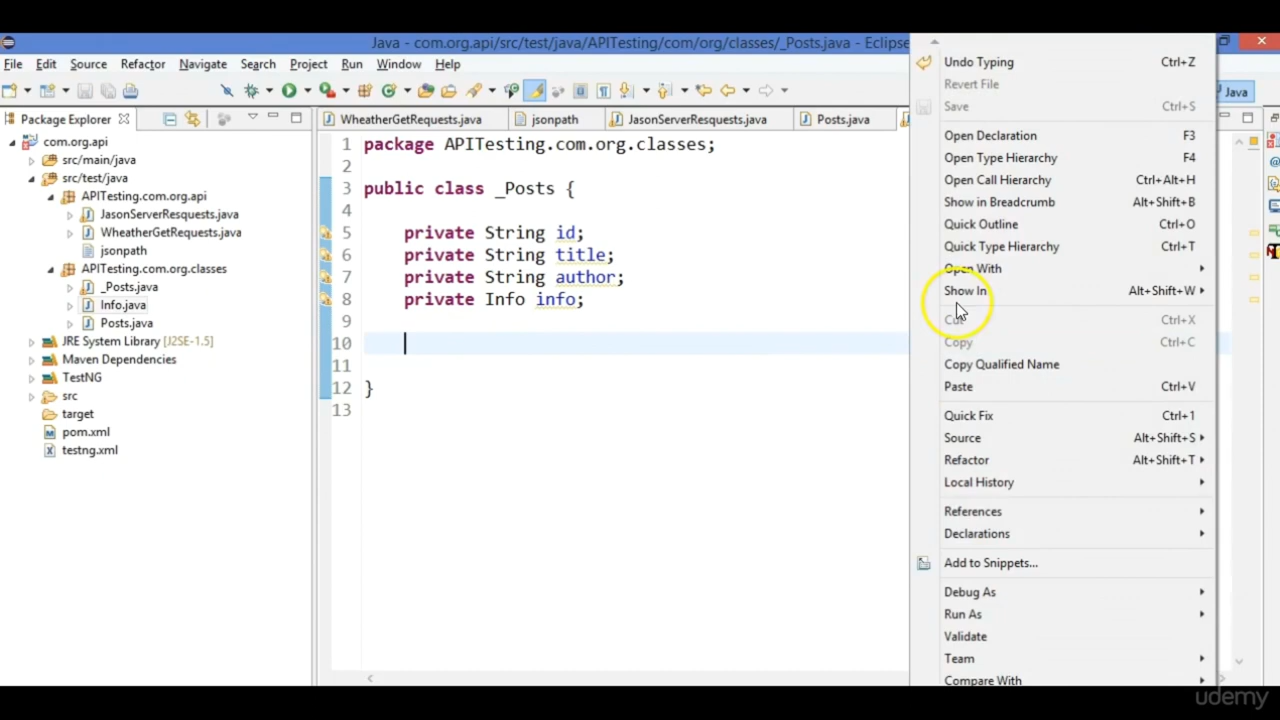 Java - com.org.api/src/test/java/APITesting/com/org/classes/_Posts.java - Eclipse
File Edit Source Refactor Navigate Search Project Run Window Help
Java
Package Explorer
com.org.api
src/main/java
src/test/java
APITesting.com.org.api
JasonServerResquests.java
WheatherGetRequests.java
jsonpath
APITesting.com.org.classes
_Posts.java
Info.java
Posts.java
JRE System Library [J2SE-1.5]
Maven Dependencies
TestNG
src
target
pom.xml
testng.xml
WheatherGetRequests.java jsonpath JasonServerResquests.java Posts.java
1 package APITesting.com.org.classes;
2
3 public class _Posts {
4
5 private String id;
6 private String title;
7 private String author;
8 private Info info;
9
10
11
12 }
13
Undo Typing Ctrl+Z
Revert File
Save Ctrl+S
Open Declaration F3
Open Type Hierarchy F4
Open Call Hierarchy Ctrl+Alt+H
Show in Breadcrumb Alt+Shift+B
Quick Outline Ctrl+O
Quick Type Hierarchy Ctrl+T
Open With
Show In Alt+Shift+W
Cut Ctrl+X
Copy Ctrl+C
Copy Qualified Name
Paste Ctrl+V
Quick Fix Ctrl+1
Source Alt+Shift+S
Refactor Alt+Shift+T
Local History
References
Declarations
Add to Snippets...
Debug As
Run As
Validate
Team
Compare With
udemy